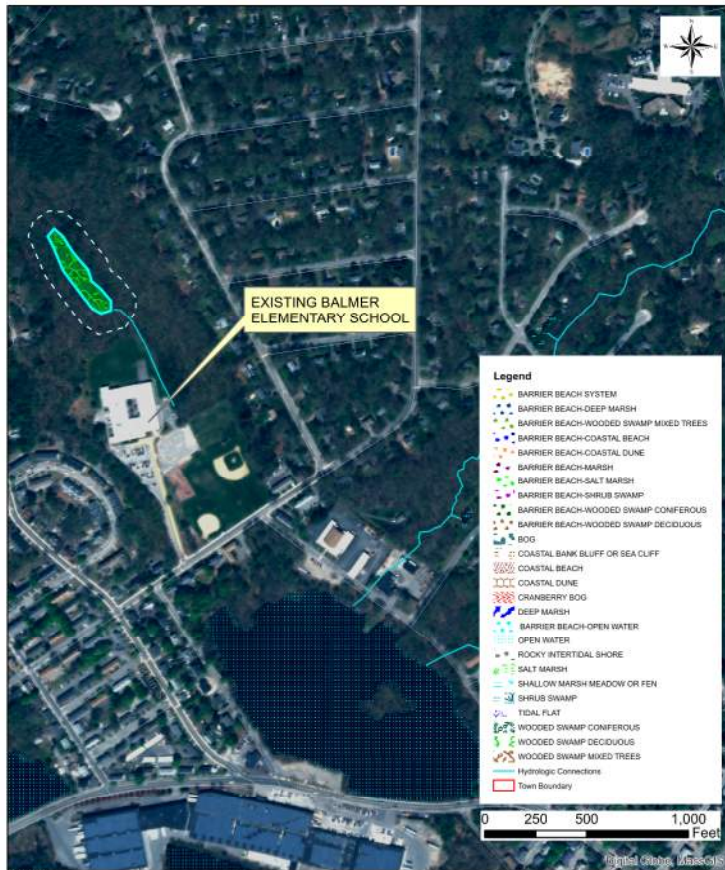 N
W
E
S
EXISTING BALMER
ELEMENTARY SCHOOL
Legend
BARRIER BEACH SYSTEM
BARRIER BEACH-DEEP MARSH
BARRIER BEACH-WOODED SWAMP MIXED TREES
BARRIER BEACH-COASTAL BEACH
BARRIER BEACH-COASTAL DUNE
BARRIER BEACH-MARSH
BARRIER BEACH-SALT MARSH
BARRIER BEACH-SHRUB SWAMP
BARRIER BEACH-WOODED SWAMP CONIFEROUS
BARRIER BEACH-WOODED SWAMP DECIDUOUS
BOG
COASTAL BANK BLUFF OR SEA CLIFF
COASTAL BEACH
COASTAL DUNE
CRANBERRY BOG
DEEP MARSH
BARRIER BEACH-OPEN WATER
OPEN WATER
ROCKY INTERTIDAL SHORE
SALT MARSH
SHALLOW MARSH MEADOW OR FEN
SHRUB SWAMP
TIDAL FLAT
WOODED SWAMP CONIFEROUS
WOODED SWAMP DECIDUOUS
WOODED SWAMP MIXED TREES
Hydrologic Connections
Town Boundary
0 250 500 1,000
Feet
Digital Globe, MassGIS